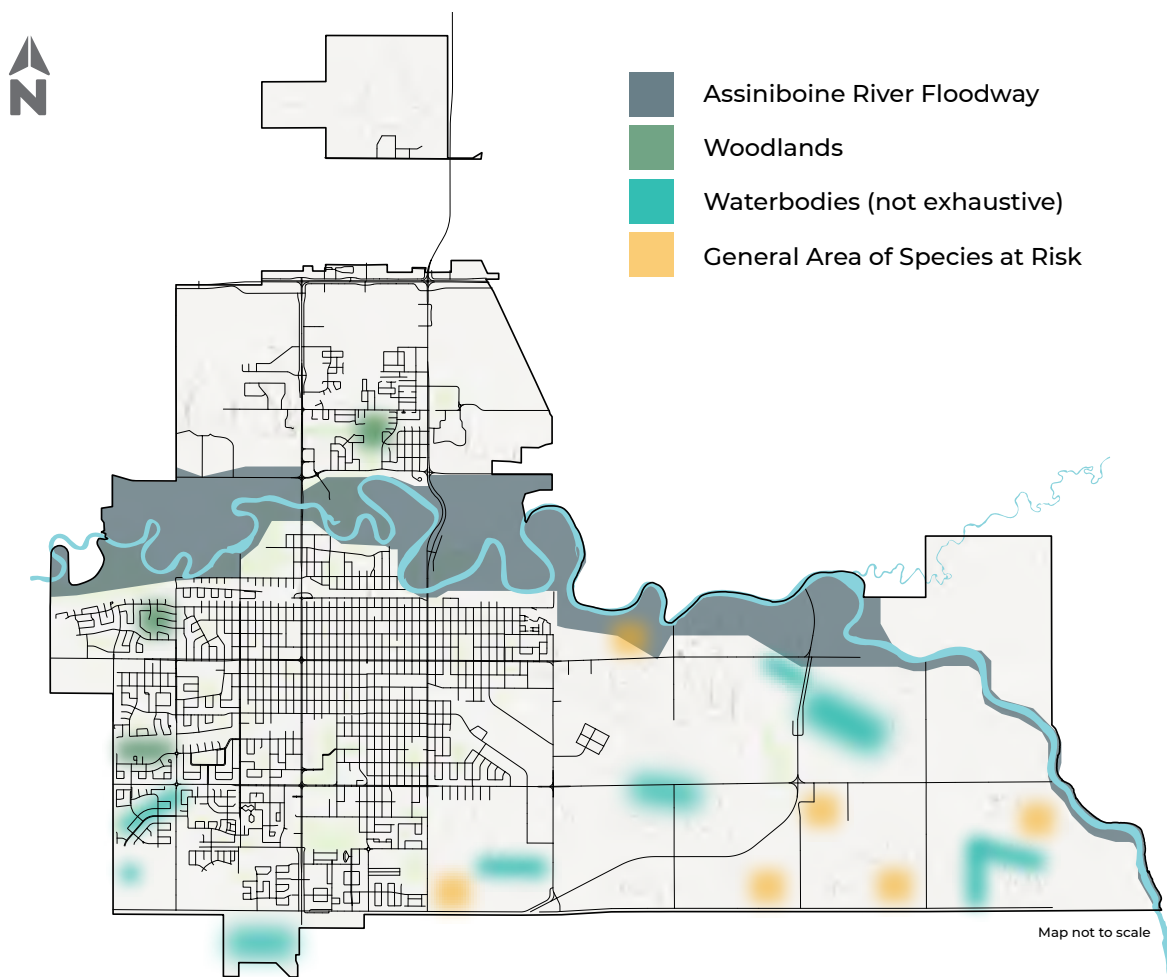 N
Assiniboine River Floodway
Woodlands
Waterbodies (not exhaustive)
General Area of Species at Risk
Map not to scale